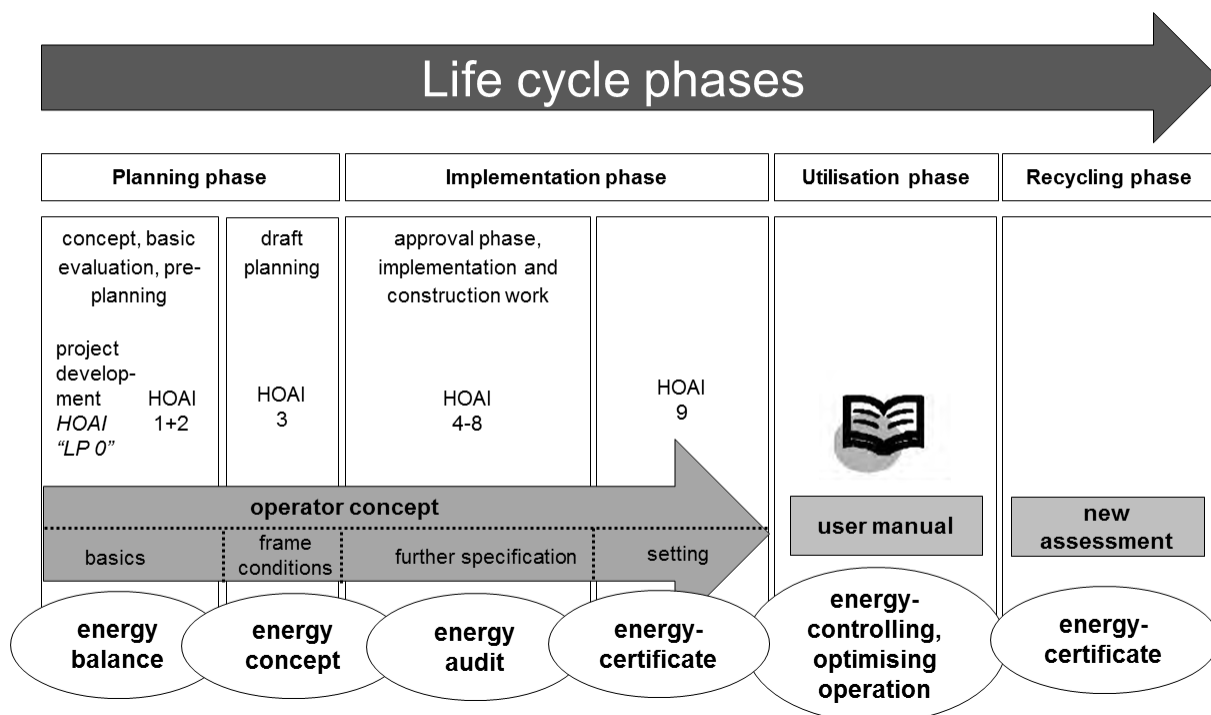 Life cycle phases
Planning phase
Implementation phase
Utilisation phase
Recycling phase
concept, basic
evaluation, pre-
planning
draft
planning
approval phase,
implementation and
construction work
project
develop-
ment
HOAI
"LP 0"
HOAI
1+2
HOAI
3
HOAI
4-8
HOAI
9
operator concept
basics
frame
conditions
further specification
setting
user manual
new
assessment
energy
balance
energy
concept
energy
audit
energy-
certificate
energy-
controlling,
optimising
operation
energy-
certificate